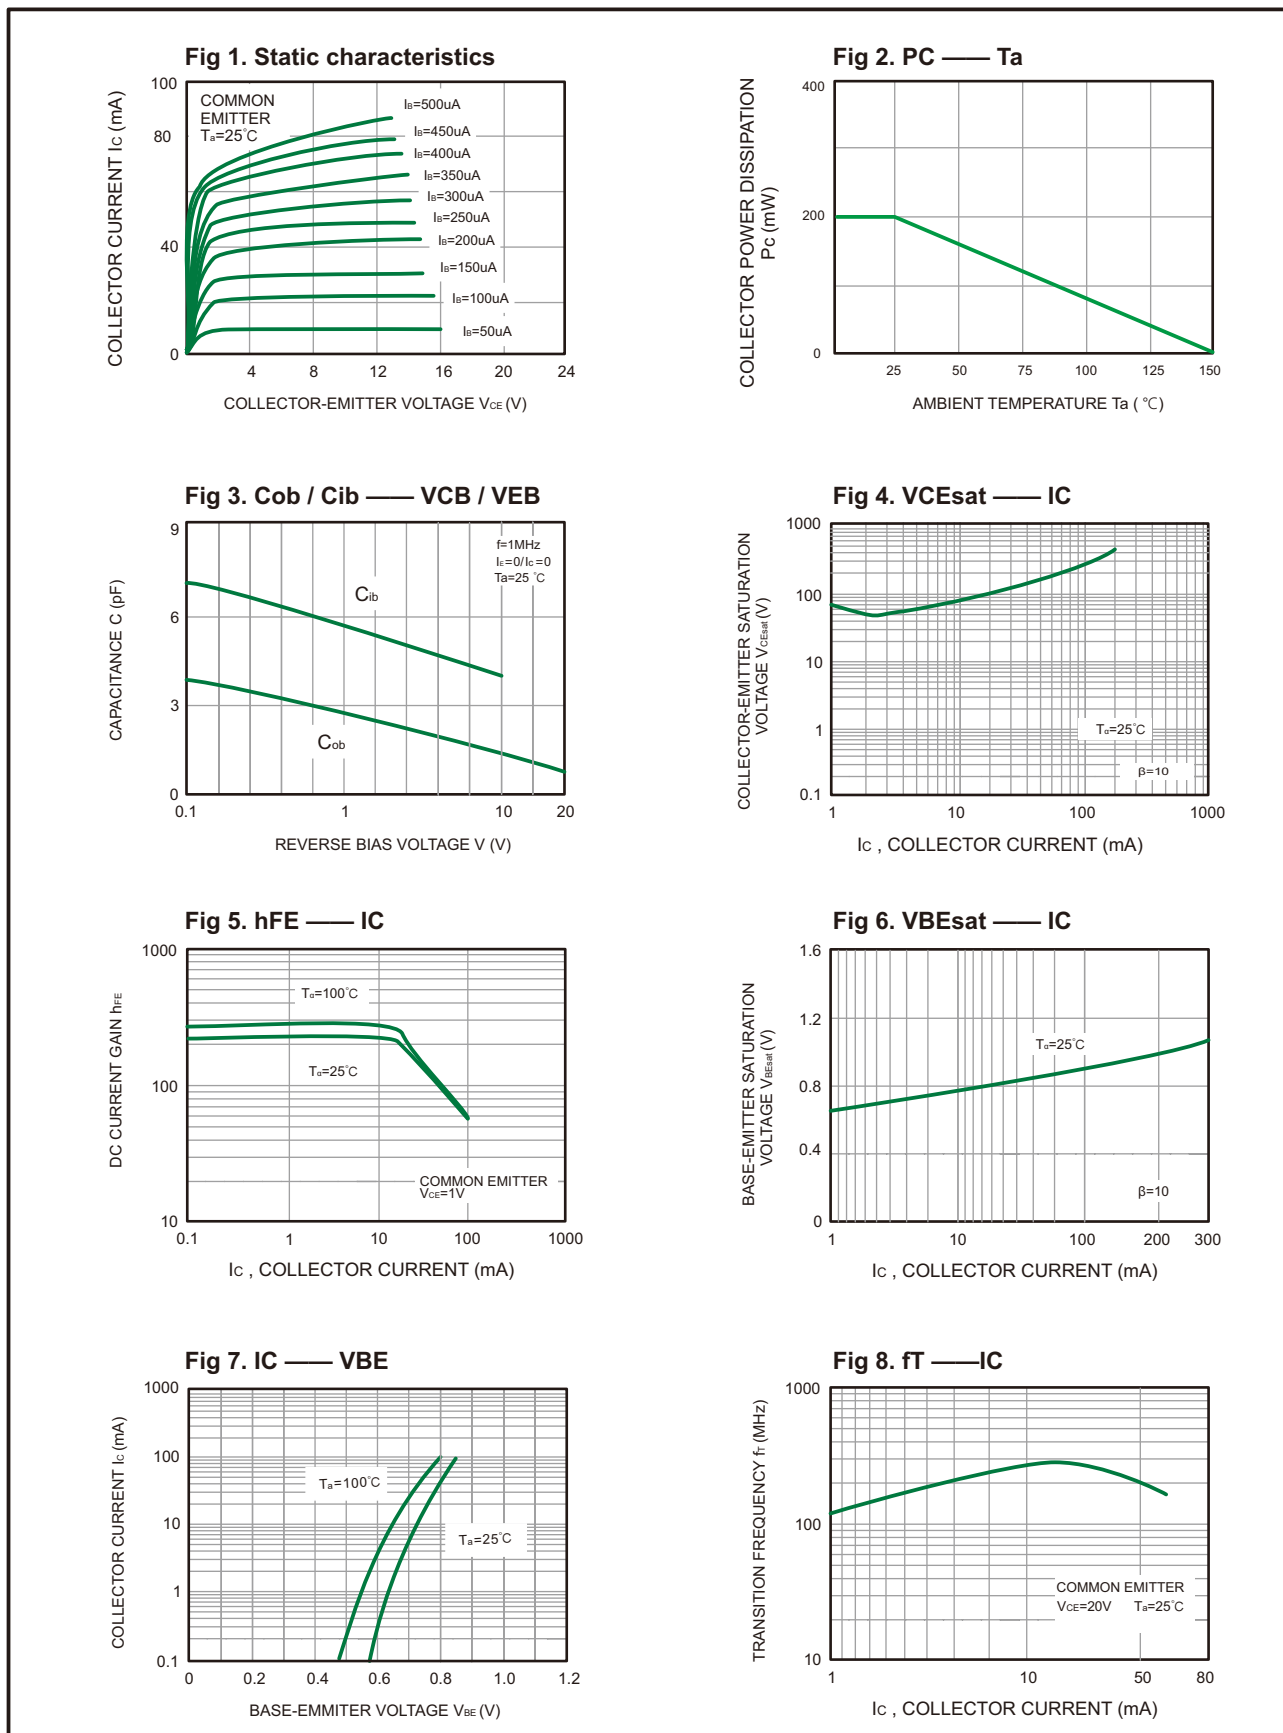 Fig 1. Static characteristics
COLLECTOR CURRENT Ic (mA)
100
80
40
0
COMMON
EMITTER
Ta=25℃
IB=500uA
IB=450uA
IB=400uA
IB=350uA
IB=300uA
IB=250uA
IB=200uA
IB=150uA
IB=100uA
IB=50uA
4 8 12 16 20 24
COLLECTOR-EMITTER VOLTAGE VCE (V)
Fig 2. PC —— Ta
COLLECTOR POWER DISSIPATION
Pc (mW)
400
200
0
25 50 75 100 125 150
AMBIENT TEMPERATURE Ta ( ℃)
Fig 3. Cob / Cib —— VCB / VEB
CAPACITANCE C (pF)
9
6
3
0
f=1MHz
IE=0/IC=0
Ta=25 ℃
Cib
Cob
0.1 1 10 20
REVERSE BIAS VOLTAGE V (V)
Fig 4. VCEsat —— IC
COLLECTOR-EMITTER SATURATION
VOLTAGE VCEsat (V)
1000
100
10
1
0.1
Tα=25℃
β=10
1 10 100 1000
Ic , COLLECTOR CURRENT (mA)
Fig 5. hFE —— IC
DC CURRENT GAIN hFE
1000
100
10
Tα=100℃
Tα=25℃
COMMON EMITTER
VCE=1V
0.1 1 10 100 1000
Ic , COLLECTOR CURRENT (mA)
Fig 6. VBEsat —— IC
BASE-EMITTER SATURATION
VOLTAGE VBEsat (V)
1.6
1.2
0.8
0.4
0
Tα=25℃
β=10
1 10 100 200 300
Ic , COLLECTOR CURRENT (mA)
Fig 7. IC —— VBE
COLLECTOR CURRENT Ic (mA)
1000
100
10
1
0.1
Ta=100℃
Ta=25℃
0 0.2 0.4 0.6 0.8 1.0 1.2
BASE-EMMITER VOLTAGE VBE (V)
Fig 8. fT ——IC
TRANSITION FREQUENCY fT (MHz)
1000
100
10
COMMON EMITTER
VCE=20V Ta=25℃
1 10 50 80
Ic , COLLECTOR CURRENT (mA)